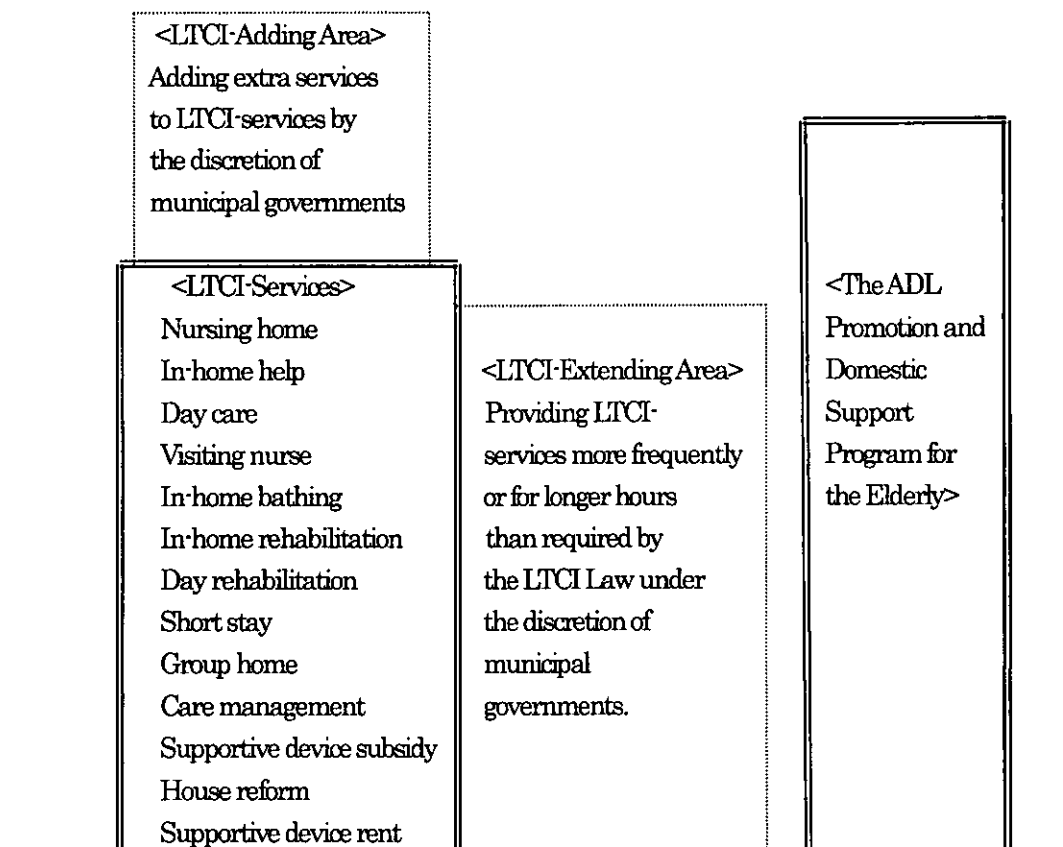 <LTCI-Adding Area>
Adding extra services
to LTCI-services by
the discretion of
municipal governments
<LTCI-Services>
Nursing home
In-home help
Day care
Visiting nurse
In-home bathing
In-home rehabilitation
Day rehabilitation
Short stay
Group home
Care management
Supportive device subsidy
House reform
Supportive device rent
<LTCI-Extending Area>
Providing LTCI-
services more frequently
or for longer hours
than required by
the LTCI Law under
the discretion of
municipal
governments.
<The ADL
Promotion and
Domestic
Support
Program for
the Elderly>